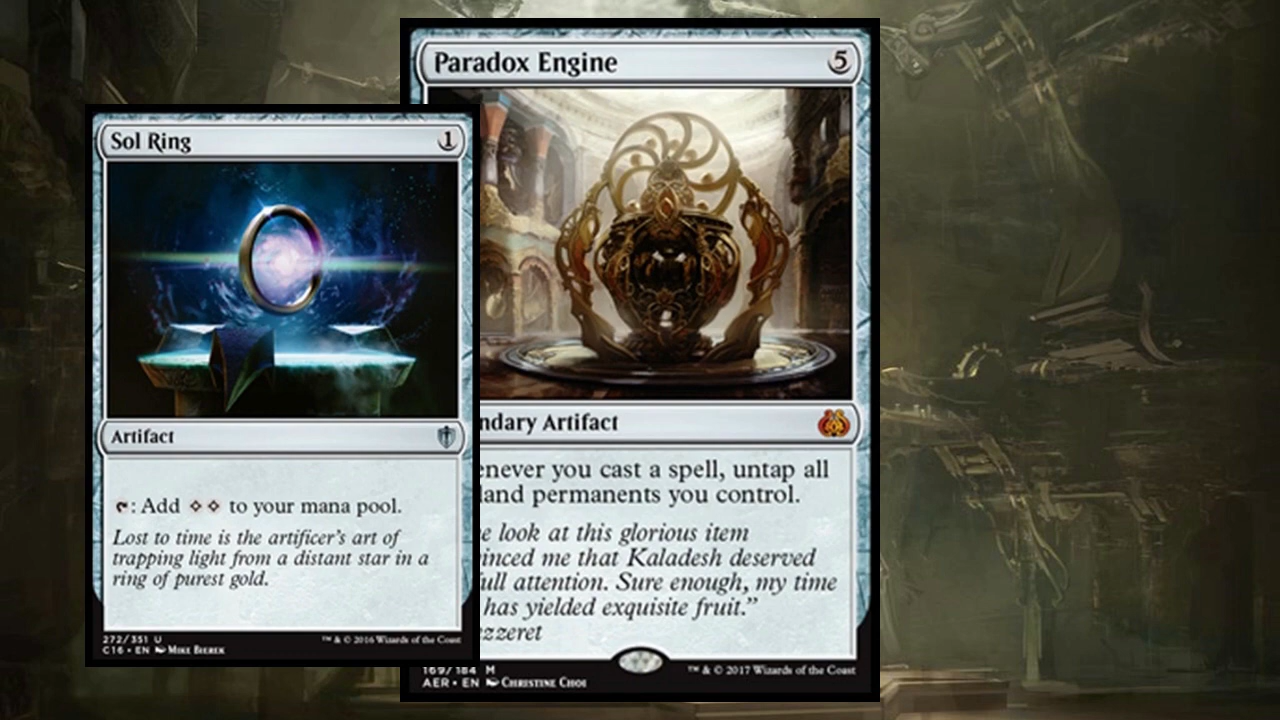 Sol Ring 1
Artifact
: Add to your mana pool.
Lost to time is the artificer's art of
trapping light from a distant star in a
ring of purest gold.
272/351 U
C16 • EN Mike Bierek
™ & © 2016 Wizards of the Coast
Paradox Engine 5
ndary Artifact
enever you cast a spell, untap all
land permanents you control.
e look at this glorious item
inced me that Kaladesh deserved
ull attention. Sure enough, my time
has yielded exquisite fruit."
ezzeret
169/184 M
AER • EN Christine Choi
™ & © 2017 Wizards of the Coast